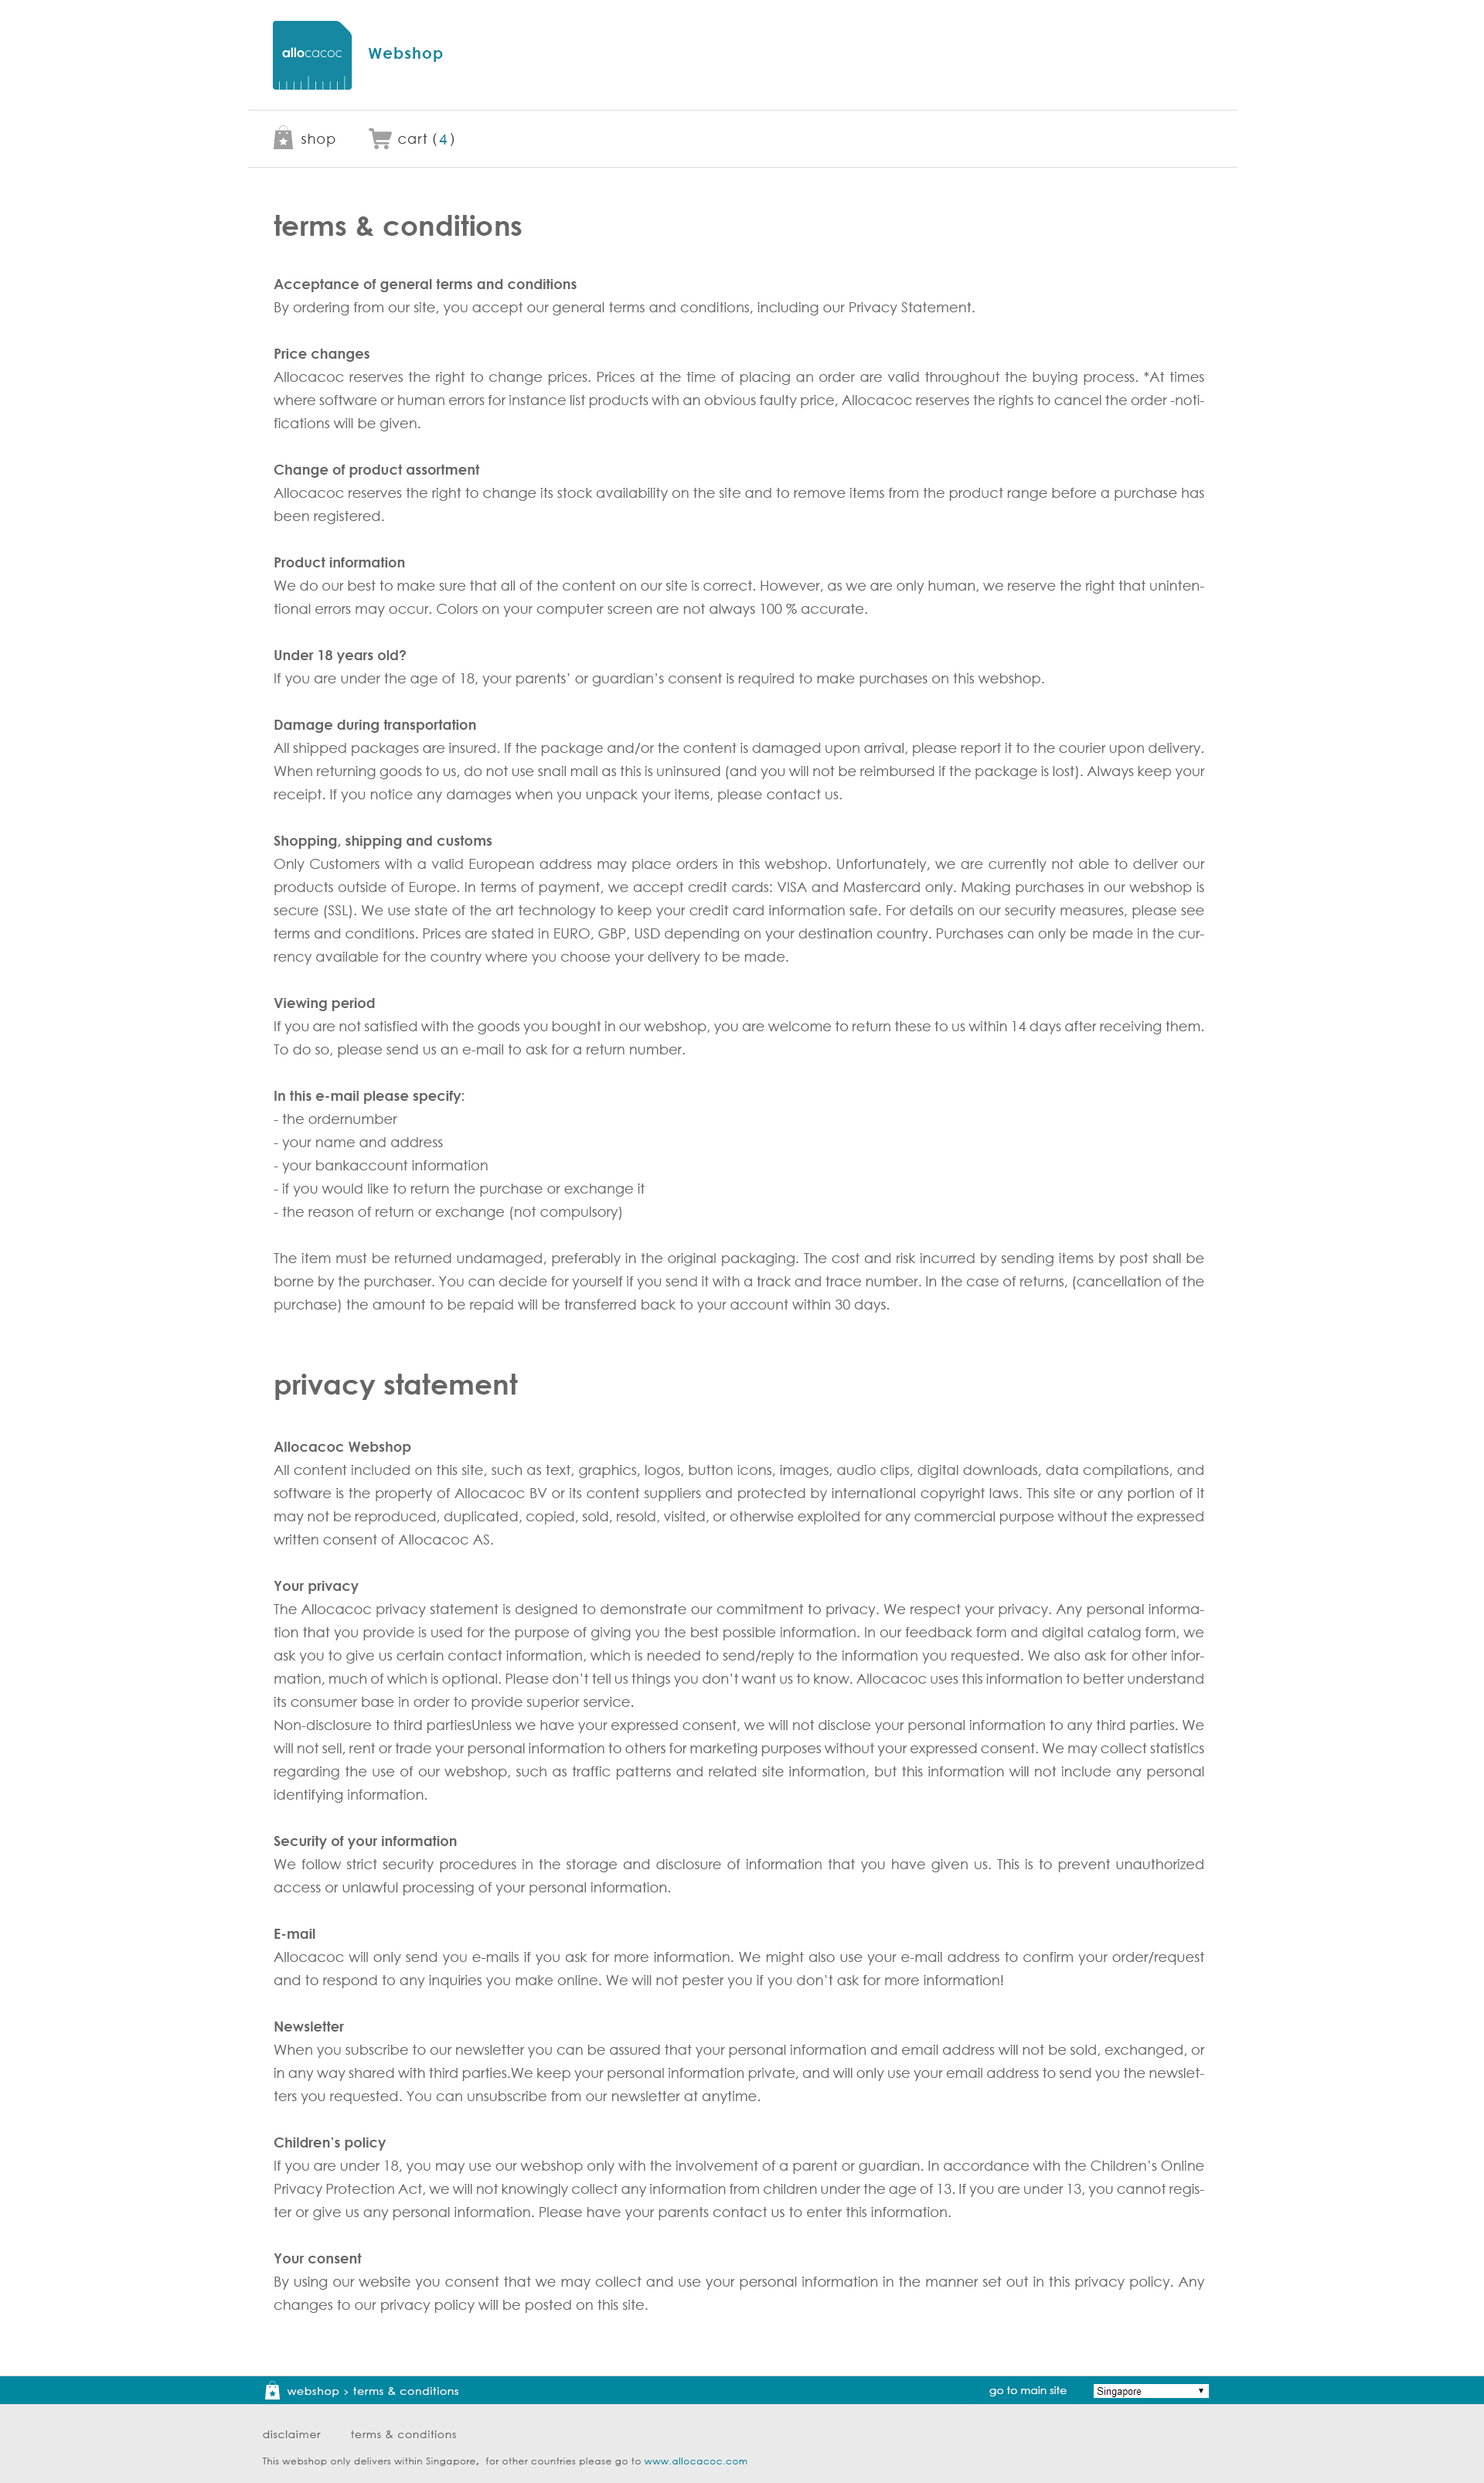 allocacoc
Webshop
shop
cart (4)
terms & conditions
Acceptance of general terms and conditions
By ordering from our site, you accept our general terms and conditions, including our Privacy Statement.
Price changes
Allocacoc reserves the right to change prices. Prices at the time of placing an order are valid throughout the buying process. *At times
where software or human errors for instance list products with an obvious faulty price, Allocacoc reserves the rights to cancel the order -noti-
fications will be given.
Change of product assortment
Allocacoc reserves the right to change its stock availability on the site and to remove items from the product range before a purchase has
been registered.
Product information
We do our best to make sure that all of the content on our site is correct. However, as we are only human, we reserve the right that uninten-
tional errors may occur. Colors on your computer screen are not always 100 % accurate.
Under 18 years old?
If you are under the age of 18, your parents’ or guardian’s consent is required to make purchases on this webshop.
Damage during transportation
All shipped packages are insured. If the package and/or the content is damaged upon arrival, please report it to the courier upon delivery.
When returning goods to us, do not use snail mail as this is uninsured (and you will not be reimbursed if the package is lost). Always keep your
receipt. If you notice any damages when you unpack your items, please contact us.
Shopping, shipping and customs
Only Customers with a valid European address may place orders in this webshop. Unfortunately, we are currently not able to deliver our
products outside of Europe. In terms of payment, we accept credit cards: VISA and Mastercard only. Making purchases in our webshop is
secure (SSL). We use state of the art technology to keep your credit card information safe. For details on our security measures, please see
terms and conditions. Prices are stated in EURO, GBP, USD depending on your destination country. Purchases can only be made in the cur-
rency available for the country where you choose your delivery to be made.
Viewing period
If you are not satisfied with the goods you bought in our webshop, you are welcome to return these to us within 14 days after receiving them.
To do so, please send us an e-mail to ask for a return number.
In this e-mail please specify:
- the ordernumber
- your name and address
- your bankaccount information
- if you would like to return the purchase or exchange it
- the reason of return or exchange (not compulsory)
The item must be returned undamaged, preferably in the original packaging. The cost and risk incurred by sending items by post shall be
borne by the purchaser. You can decide for yourself if you send it with a track and trace number. In the case of returns, (cancellation of the
purchase) the amount to be repaid will be transferred back to your account within 30 days.
privacy statement
Allocacoc Webshop
All content included on this site, such as text, graphics, logos, button icons, images, audio clips, digital downloads, data compilations, and
software is the property of Allocacoc BV or its content suppliers and protected by international copyright laws. This site or any portion of it
may not be reproduced, duplicated, copied, sold, resold, visited, or otherwise exploited for any commercial purpose without the expressed
written consent of Allocacoc AS.
Your privacy
The Allocacoc privacy statement is designed to demonstrate our commitment to privacy. We respect your privacy. Any personal informa-
tion that you provide is used for the purpose of giving you the best possible information. In our feedback form and digital catalog form, we
ask you to give us certain contact information, which is needed to send/reply to the information you requested. We also ask for other infor-
mation, much of which is optional. Please don’t tell us things you don’t want us to know. Allocacoc uses this information to better understand
its consumer base in order to provide superior service.
Non-disclosure to third partiesUnless we have your expressed consent, we will not disclose your personal information to any third parties. We
will not sell, rent or trade your personal information to others for marketing purposes without your expressed consent. We may collect statistics
regarding the use of our webshop, such as traffic patterns and related site information, but this information will not include any personal
identifying information.
Security of your information
We follow strict security procedures in the storage and disclosure of information that you have given us. This is to prevent unauthorized
access or unlawful processing of your personal information.
E-mail
Allocacoc will only send you e-mails if you ask for more information. We might also use your e-mail address to confirm your order/request
and to respond to any inquiries you make online. We will not pester you if you don’t ask for more information!
Newsletter
When you subscribe to our newsletter you can be assured that your personal information and email address will not be sold, exchanged, or
in any way shared with third parties.We keep your personal information private, and will only use your email address to send you the newslet-
ters you requested. You can unsubscribe from our newsletter at anytime.
Children’s policy
If you are under 18, you may use our webshop only with the involvement of a parent or guardian. In accordance with the Children’s Online
Privacy Protection Act, we will not knowingly collect any information from children under the age of 13. If you are under 13, you cannot regis-
ter or give us any personal information. Please have your parents contact us to enter this information.
Your consent
By using our website you consent that we may collect and use your personal information in the manner set out in this privacy policy. Any
changes to our privacy policy will be posted on this site.
webshop › terms & conditions
go to main site
Singapore
disclaimer
terms & conditions
This webshop only delivers within Singapore, for other countries please go to www.allocacoc.com